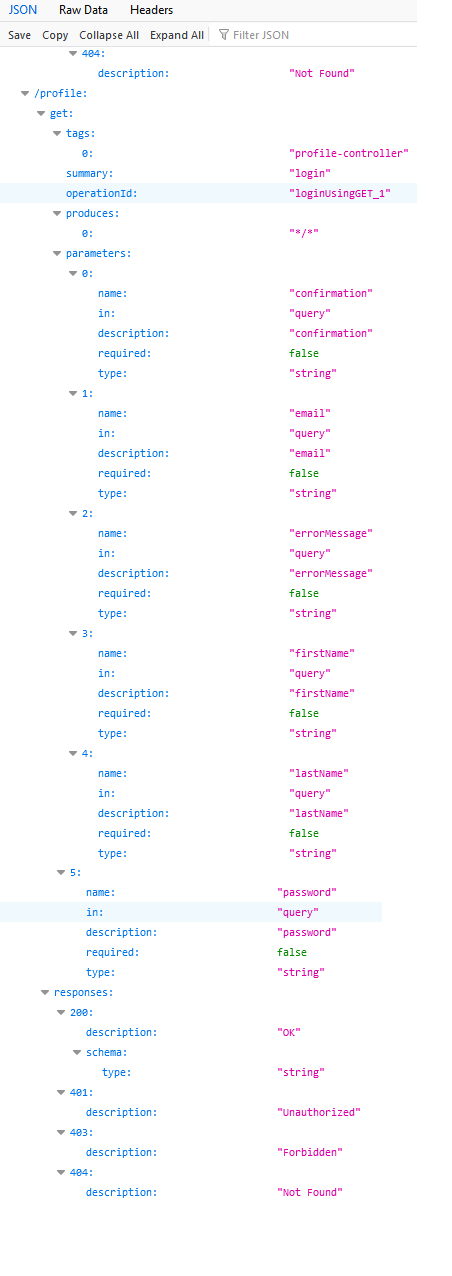 JSON Raw Data Headers
Save Copy Collapse All Expand All Filter JSON
404:
description: "Not Found"
/profile:
get:
tags:
0: "profile-controller"
summary: "login"
operationId: "loginUsingGET_1"
produces:
0: "*/*"
parameters:
0:
name: "confirmation"
in: "query"
description: "confirmation"
required: false
type: "string"
1:
name: "email"
in: "query"
description: "email"
required: false
type: "string"
2:
name: "errorMessage"
in: "query"
description: "errorMessage"
required: false
type: "string"
3:
name: "firstName"
in: "query"
description: "firstName"
required: false
type: "string"
4:
name: "lastName"
in: "query"
description: "lastName"
required: false
type: "string"
5:
name: "password"
in: "query"
description: "password"
required: false
type: "string"
responses:
200:
description: "OK"
schema:
type: "string"
401:
description: "Unauthorized"
403:
description: "Forbidden"
404:
description: "Not Found"